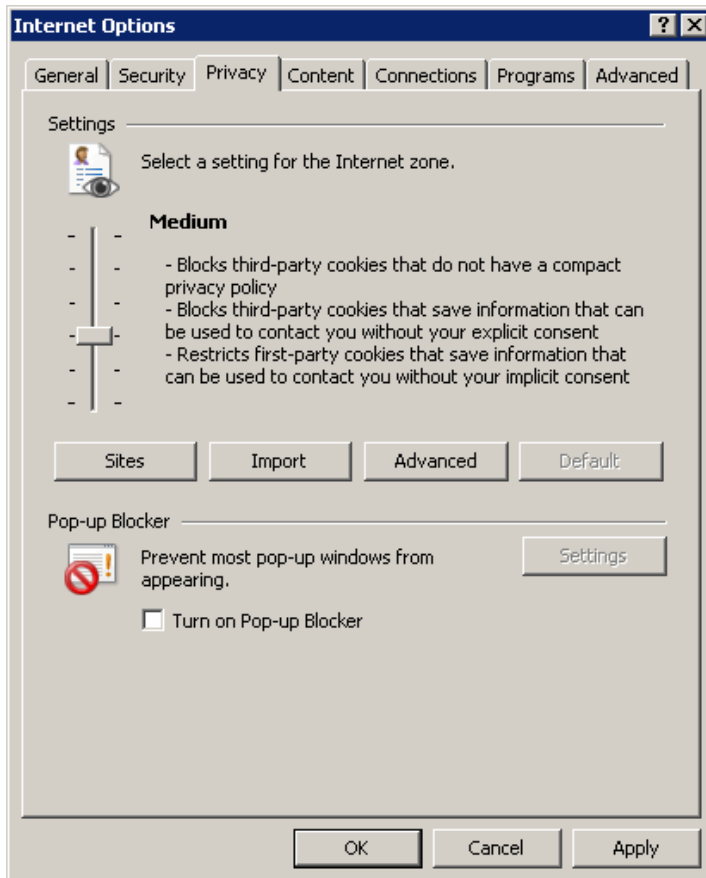 Internet Options
General Security Privacy Content Connections Programs Advanced
Settings
Select a setting for the Internet zone.
Medium
- Blocks third-party cookies that do not have a compact
privacy policy
- Blocks third-party cookies that save information that can
be used to contact you without your explicit consent
- Restricts first-party cookies that save information that
can be used to contact you without your implicit consent
Sites Import Advanced Default
Pop-up Blocker
Prevent most pop-up windows from
appearing.
Settings
Turn on Pop-up Blocker
OK Cancel Apply